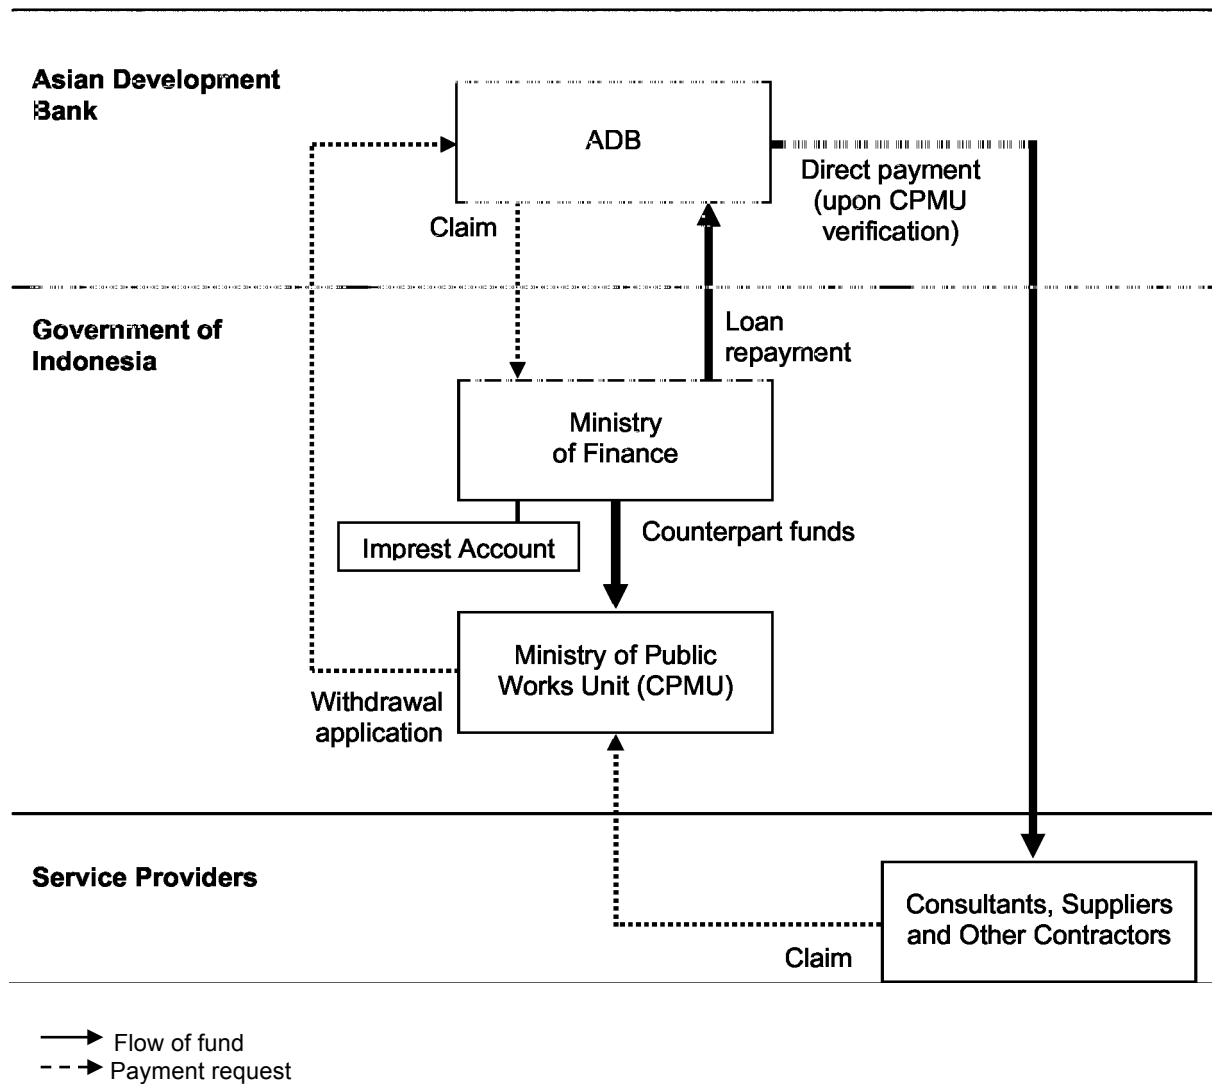 Asian Development
Bank
ADB
Direct payment
(upon CPMU
verification)
Claim
Government of
Indonesia
Loan
repayment
Ministry
of Finance
Counterpart funds
Imprest Account
Ministry of Public
Works Unit (CPMU)
Withdrawal
application
Service Providers
Consultants, Suppliers
and Other Contractors
Claim
Flow of fund
Payment request